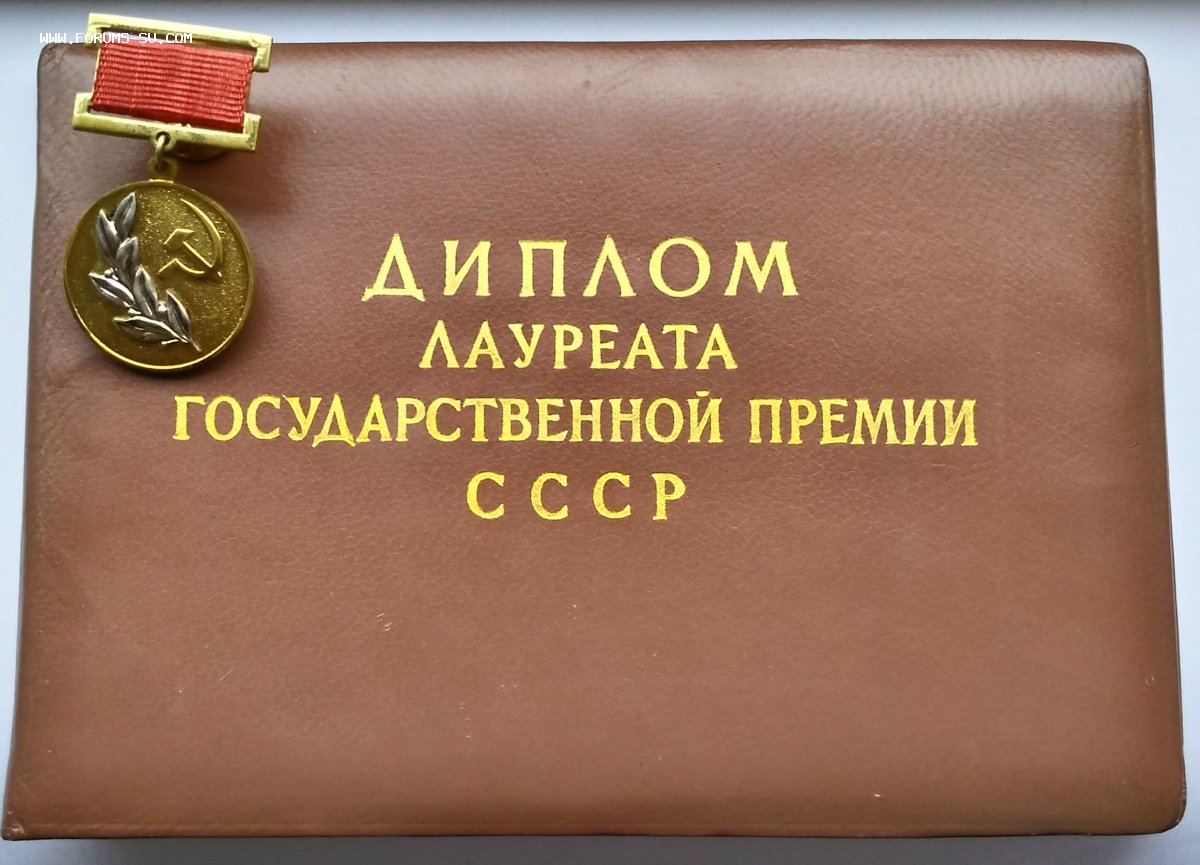 WWW.FORUMS-SU.COM
ДИПЛОМ
ЛАУРЕАТА
ГОСУДАРСТВЕННОЙ ПРЕМИИ
СССР